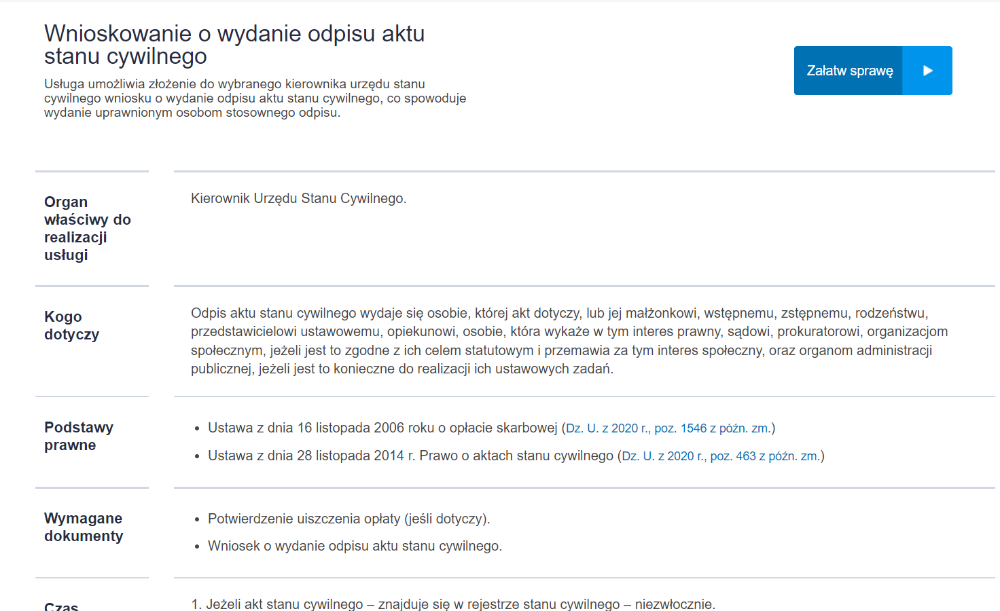 Wnioskowanie o wydanie odpisu aktu
stanu cywilnego
Usługa umożliwia złożenie do wybranego kierownika urzędu stanu
cywilnego wniosku o wydanie odpisu aktu stanu cywilnego, co spowoduje
wydanie uprawnionym osobom stosownego odpisu.
Załatw sprawę
Organ
właściwy do
realizacji
usługi
Kierownik Urzędu Stanu Cywilnego.
Kogo
dotyczy
Odpis aktu stanu cywilnego wydaje się osobie, której akt dotyczy, lub jej małżonkowi, wstępnemu, zstępnemu, rodzeństwu,
przedstawicielowi ustawowemu, opiekunowi, osobie, która wykaże w tym interes prawny, sądowi, prokuratorowi, organizacjom
społecznym, jeżeli jest to zgodne z ich celem statutowym i przemawia za tym interes społeczny, oraz organom administracji
publicznej, jeżeli jest to konieczne do realizacji ich ustawowych zadań.
Podstawy
prawne
• Ustawa z dnia 16 listopada 2006 roku o opłacie skarbowej (Dz. U. z 2020 r., poz. 1546 z późn. zm.)
• Ustawa z dnia 28 listopada 2014 r. Prawo o aktach stanu cywilnego (Dz. U. z 2020 r., poz. 463 z późn. zm.)
Wymagane
dokumenty
• Potwierdzenie uiszczenia opłaty (jeśli dotyczy).
• Wniosek o wydanie odpisu aktu stanu cywilnego.
Czas
1. Jeżeli akt stanu cywilnego – znajduje się w rejestrze stanu cywilnego – niezwłocznie.